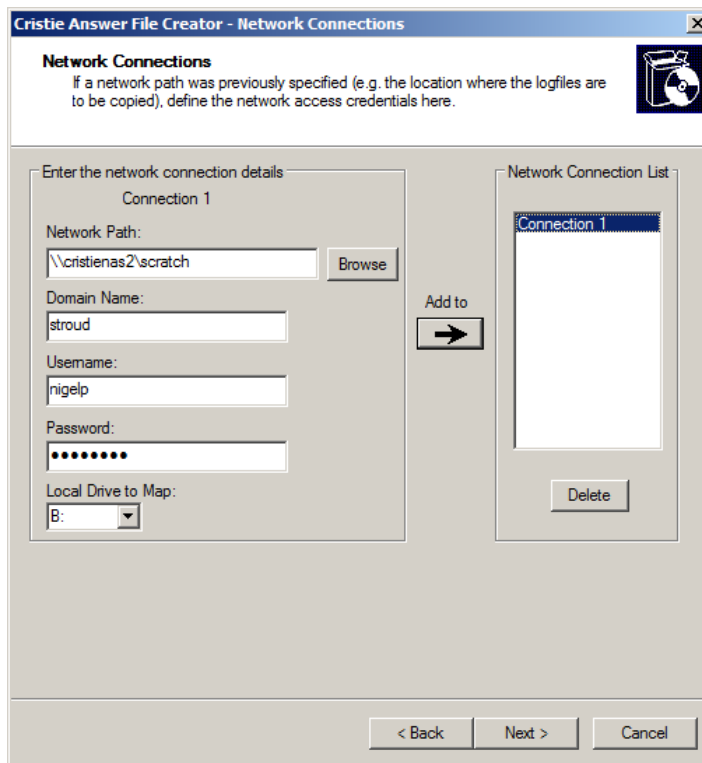 Cristie Answer File Creator - Network Connections
Network Connections
If a network path was previously specified (e.g. the location where the logfiles are
to be copied), define the network access credentials here.
Enter the network connection details
Connection 1
Network Path:
\\cristienas2\scratch
Browse
Domain Name:
stroud
Username:
nigelp
Password:
••••••••
Local Drive to Map:
B:
Add to
Network Connection List
Connection 1
Delete
< Back
Next >
Cancel